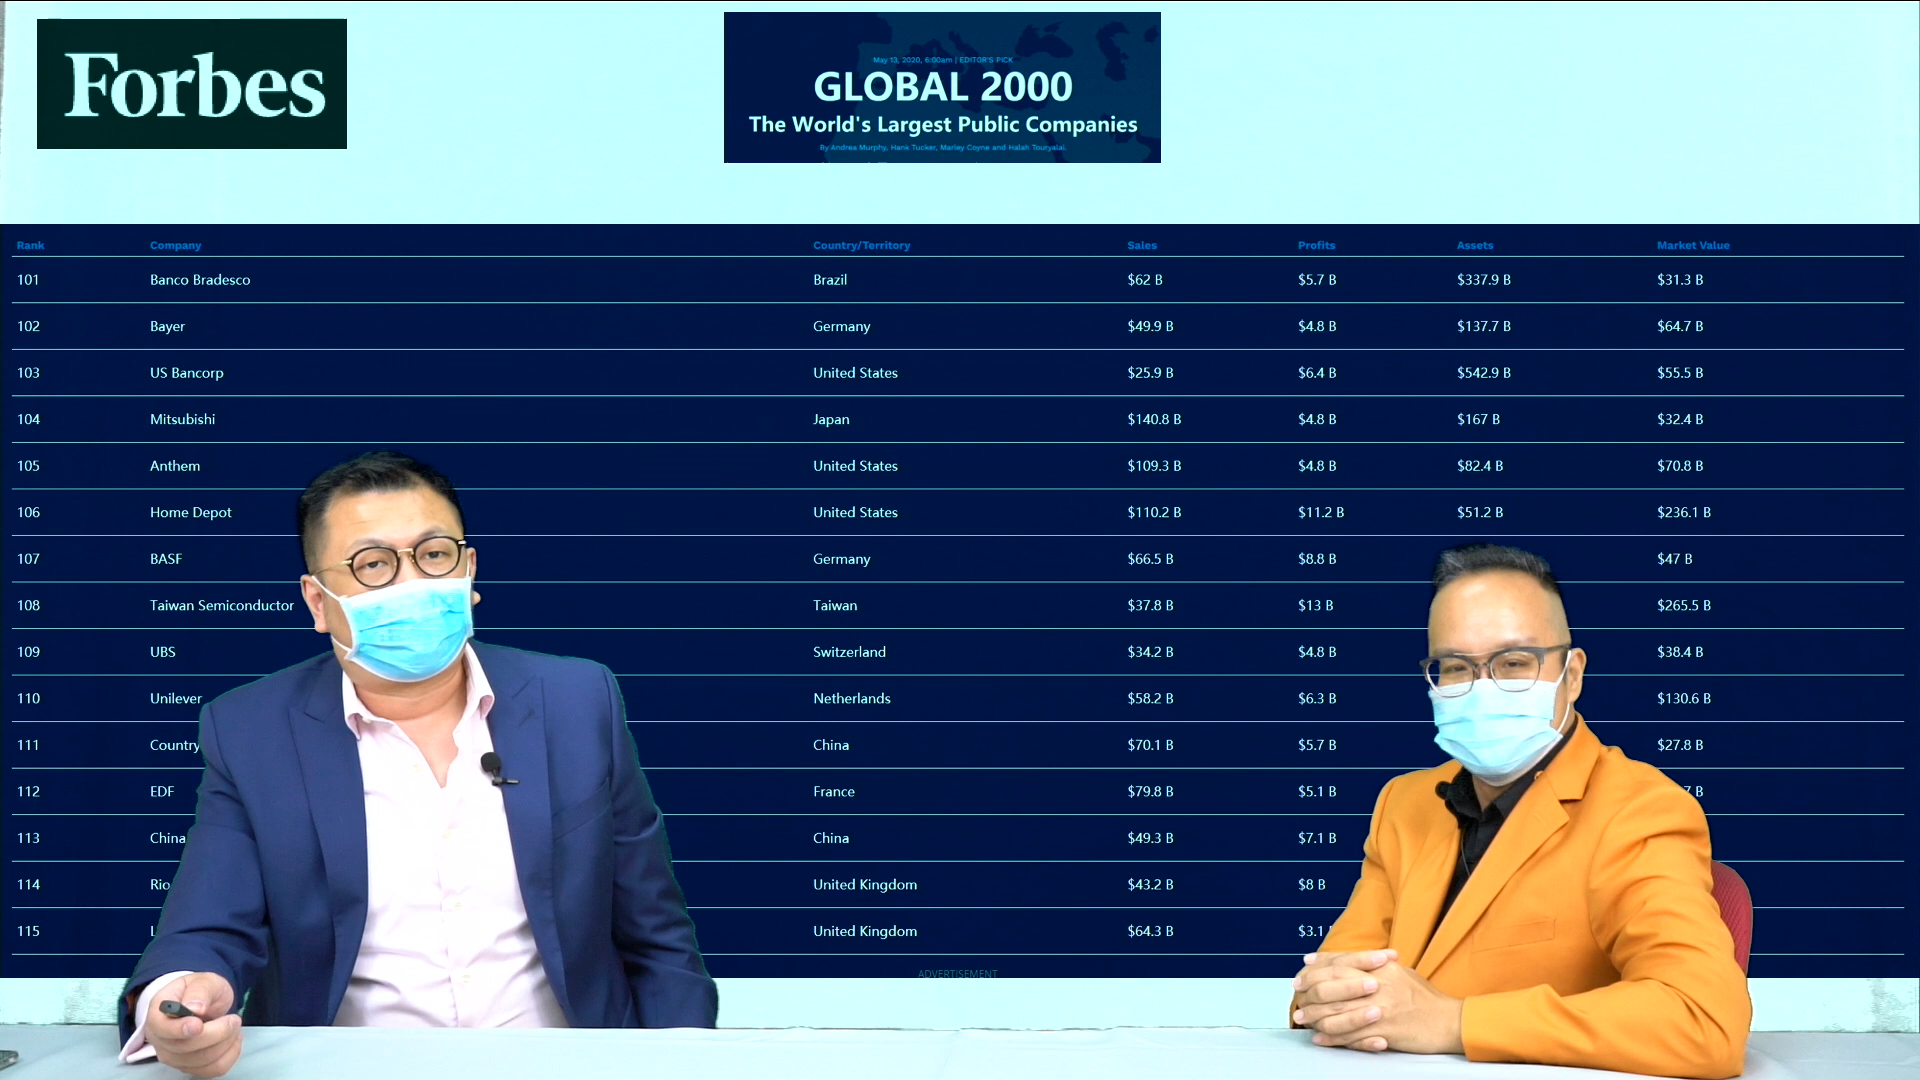 Forbes
May 13, 2020, 6:00am | EDITOR'S PICK
GLOBAL 2000
The World's Largest Public Companies
By Andrea Murphy, Hank Tucker, Marley Coyne and Halah Touryalai,
Rank Company Country/Territory Sales Profits Assets Market Value
101 Banco Bradesco Brazil $62 B $5.7 B $337.9 B $31.3 B
102 Bayer Germany $49.9 B $4.8 B $137.7 B $64.7 B
103 US Bancorp United States $25.9 B $6.4 B $542.9 B $55.5 B
104 Mitsubishi Japan $140.8 B $4.8 B $167 B $32.4 B
105 Anthem United States $109.3 B $4.8 B $82.4 B $70.8 B
106 Home Depot United States $110.2 B $11.2 B $51.2 B $236.1 B
107 BASF Germany $66.5 B $8.8 B $47 B
108 Taiwan Semiconductor Taiwan $37.8 B $13 B $265.5 B
109 UBS Switzerland $34.2 B $4.8 B $38.4 B
110 Unilever Netherlands $58.2 B $6.3 B $130.6 B
111 Country China $70.1 B $5.7 B $27.8 B
112 EDF France $79.8 B $5.1 B 7 B
113 China China $49.3 B $7.1 B
114 Rio United Kingdom $43.2 B $8 B
115 L United Kingdom $64.3 B $3.1
ADVERTISEMENT